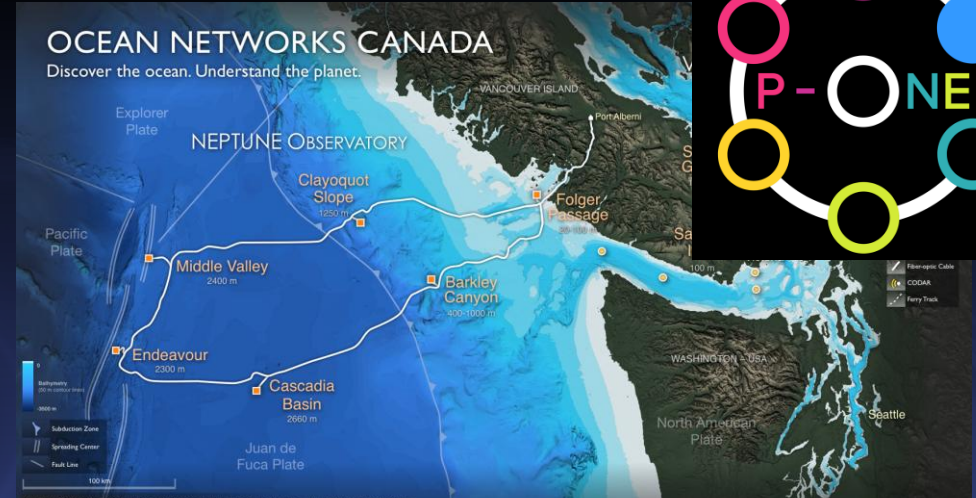 OCEAN NETWORKS CANADA
Discover the ocean. Understand the planet.
P-ONE
VANCOUVER ISLAND
Explorer
Plate
Port Alberni
NEPTUNE OBSERVATORY
Clayoquot
Slope
1250 m
Folger
Passage
Pacific
Plate
Middle Valley
2400 m
100 m
Fiber-optic Cable
CODAR
Ferry Track
Barkley
Canyon
400-1000 m
Endeavour
2300 m
WASHINGTON - USA
0
Bathymetry
-3500 m
Cascadia
Basin
2660 m
Seattle
North American
Plate
Subduction Zone
Spreading Center
Fault Line
Juan de
Fuca Plate
100 km